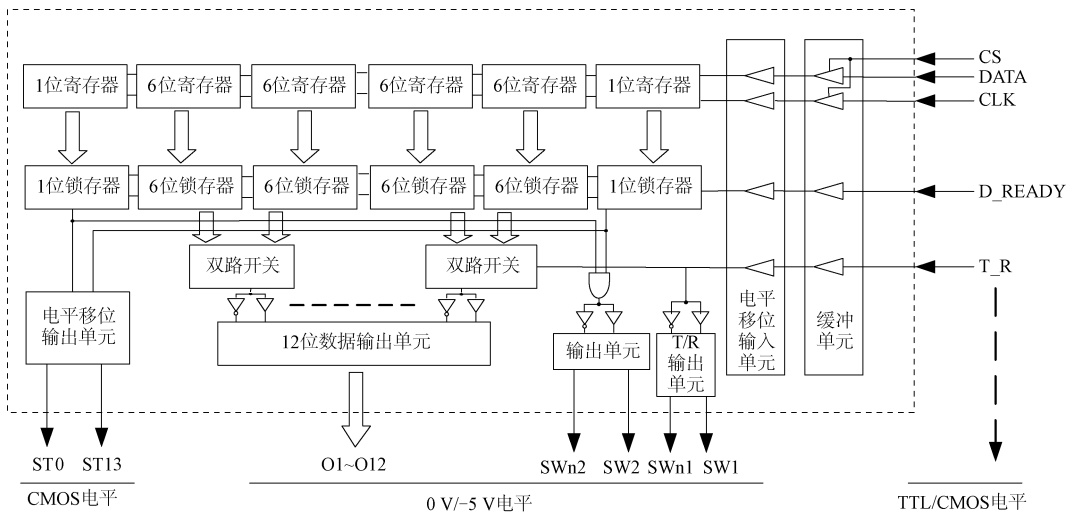 CS
1位寄存器 6位寄存器 6位寄存器 6位寄存器 6位寄存器 1位寄存器
DATA
CLK
1位锁存器 6位锁存器 6位锁存器 6位锁存器 6位锁存器 1位锁存器
D_READY
双路开关 双路开关
T_R
电平移位
输出单元
12位数据输出单元
输出单元
T/R
输出
单元
电平
移位
输入
单元
缓冲
单元
ST0 ST13 O1~O12 SWn2 SW2 SWn1 SW1
CMOS电平 0 V/−5 V电平 TTL/CMOS电平